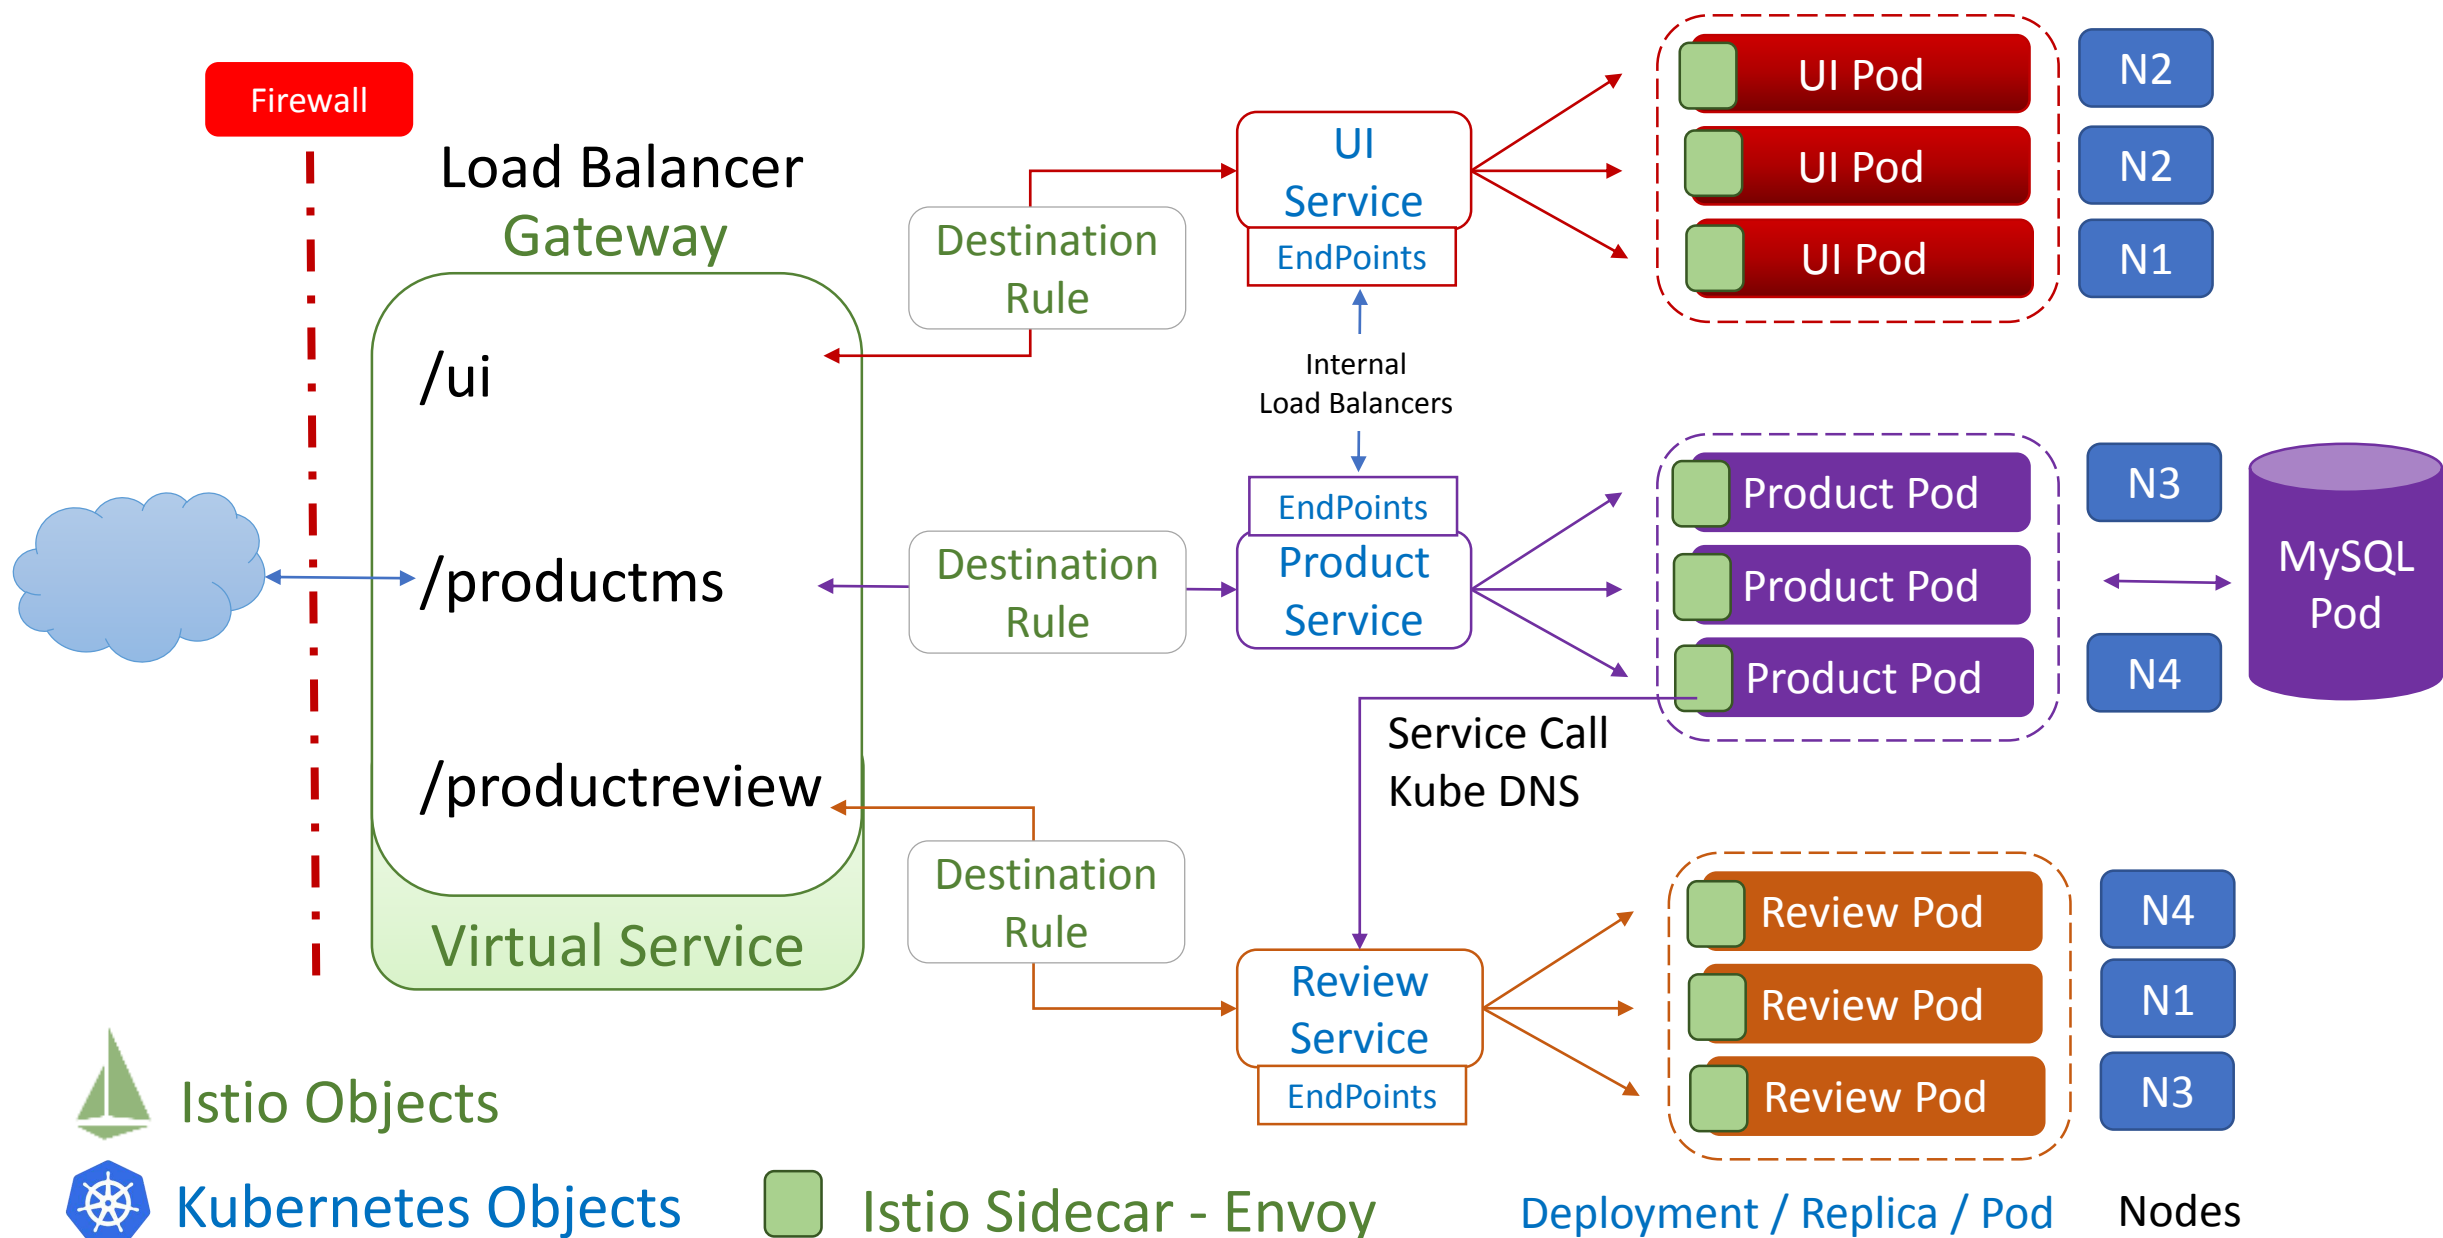 Firewall
Load Balancer
Gateway
/ui
/productms
/productreview
Virtual Service
Destination
Rule
Destination
Rule
Destination
Rule
UI
Service
EndPoints
Internal
Load Balancers
EndPoints
Product
Service
Service Call
Kube DNS
Review
Service
EndPoints
UI Pod
N2
UI Pod
N2
UI Pod
N1
Product Pod
N3
Product Pod
Product Pod
N4
MySQL
Pod
Review Pod
N4
Review Pod
N1
Review Pod
N3
Istio Objects
Kubernetes Objects
Istio Sidecar - Envoy
Deployment / Replica / Pod
Nodes